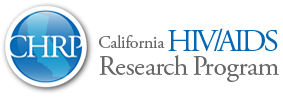 CHRP
California HIV/AIDS
Research Program